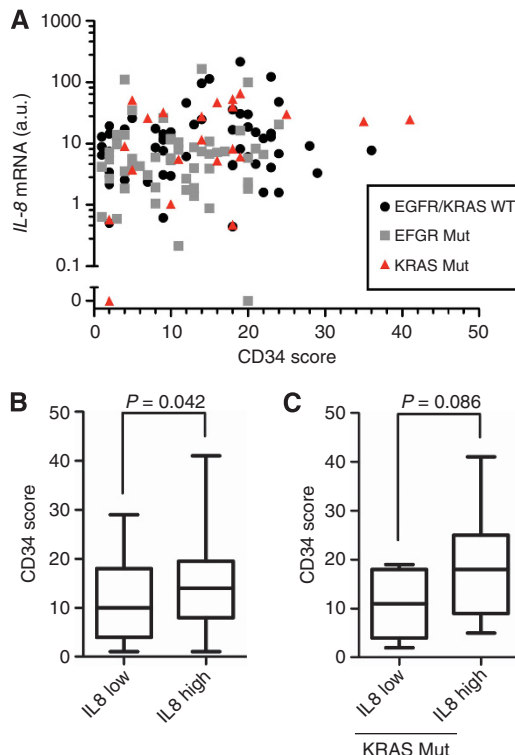 A
1000
100
10
1
0.1
0
IL-8 mRNA (a.u.)
EGFR/KRAS WT
EFGR Mut
KRAS Mut
0 10 20 30 40 50
CD34 score
B
P = 0.042
50
40
30
20
10
0
CD34 score
IL8 low
IL8 high
C
P = 0.086
50
40
30
20
10
0
CD34 score
IL8 low
IL8 high
KRAS Mut